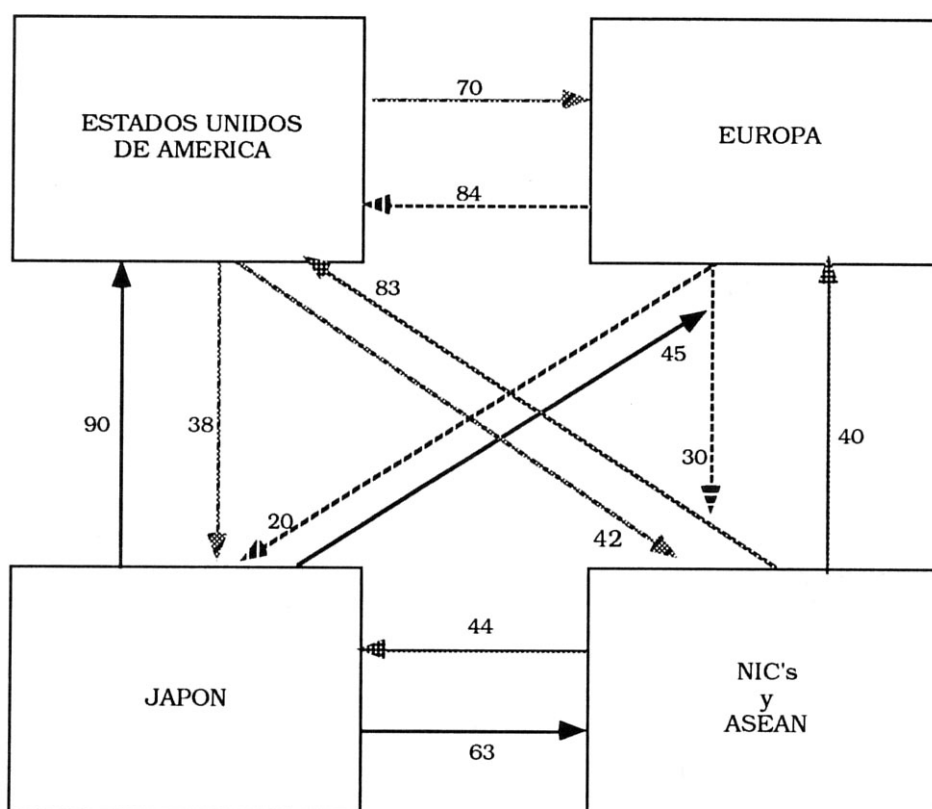 ESTADOS UNIDOS
DE AMERICA
70
EUROPA
84
83
45
90
38
30
40
20
42
44
JAPON
NIC's
y
ASEAN
63